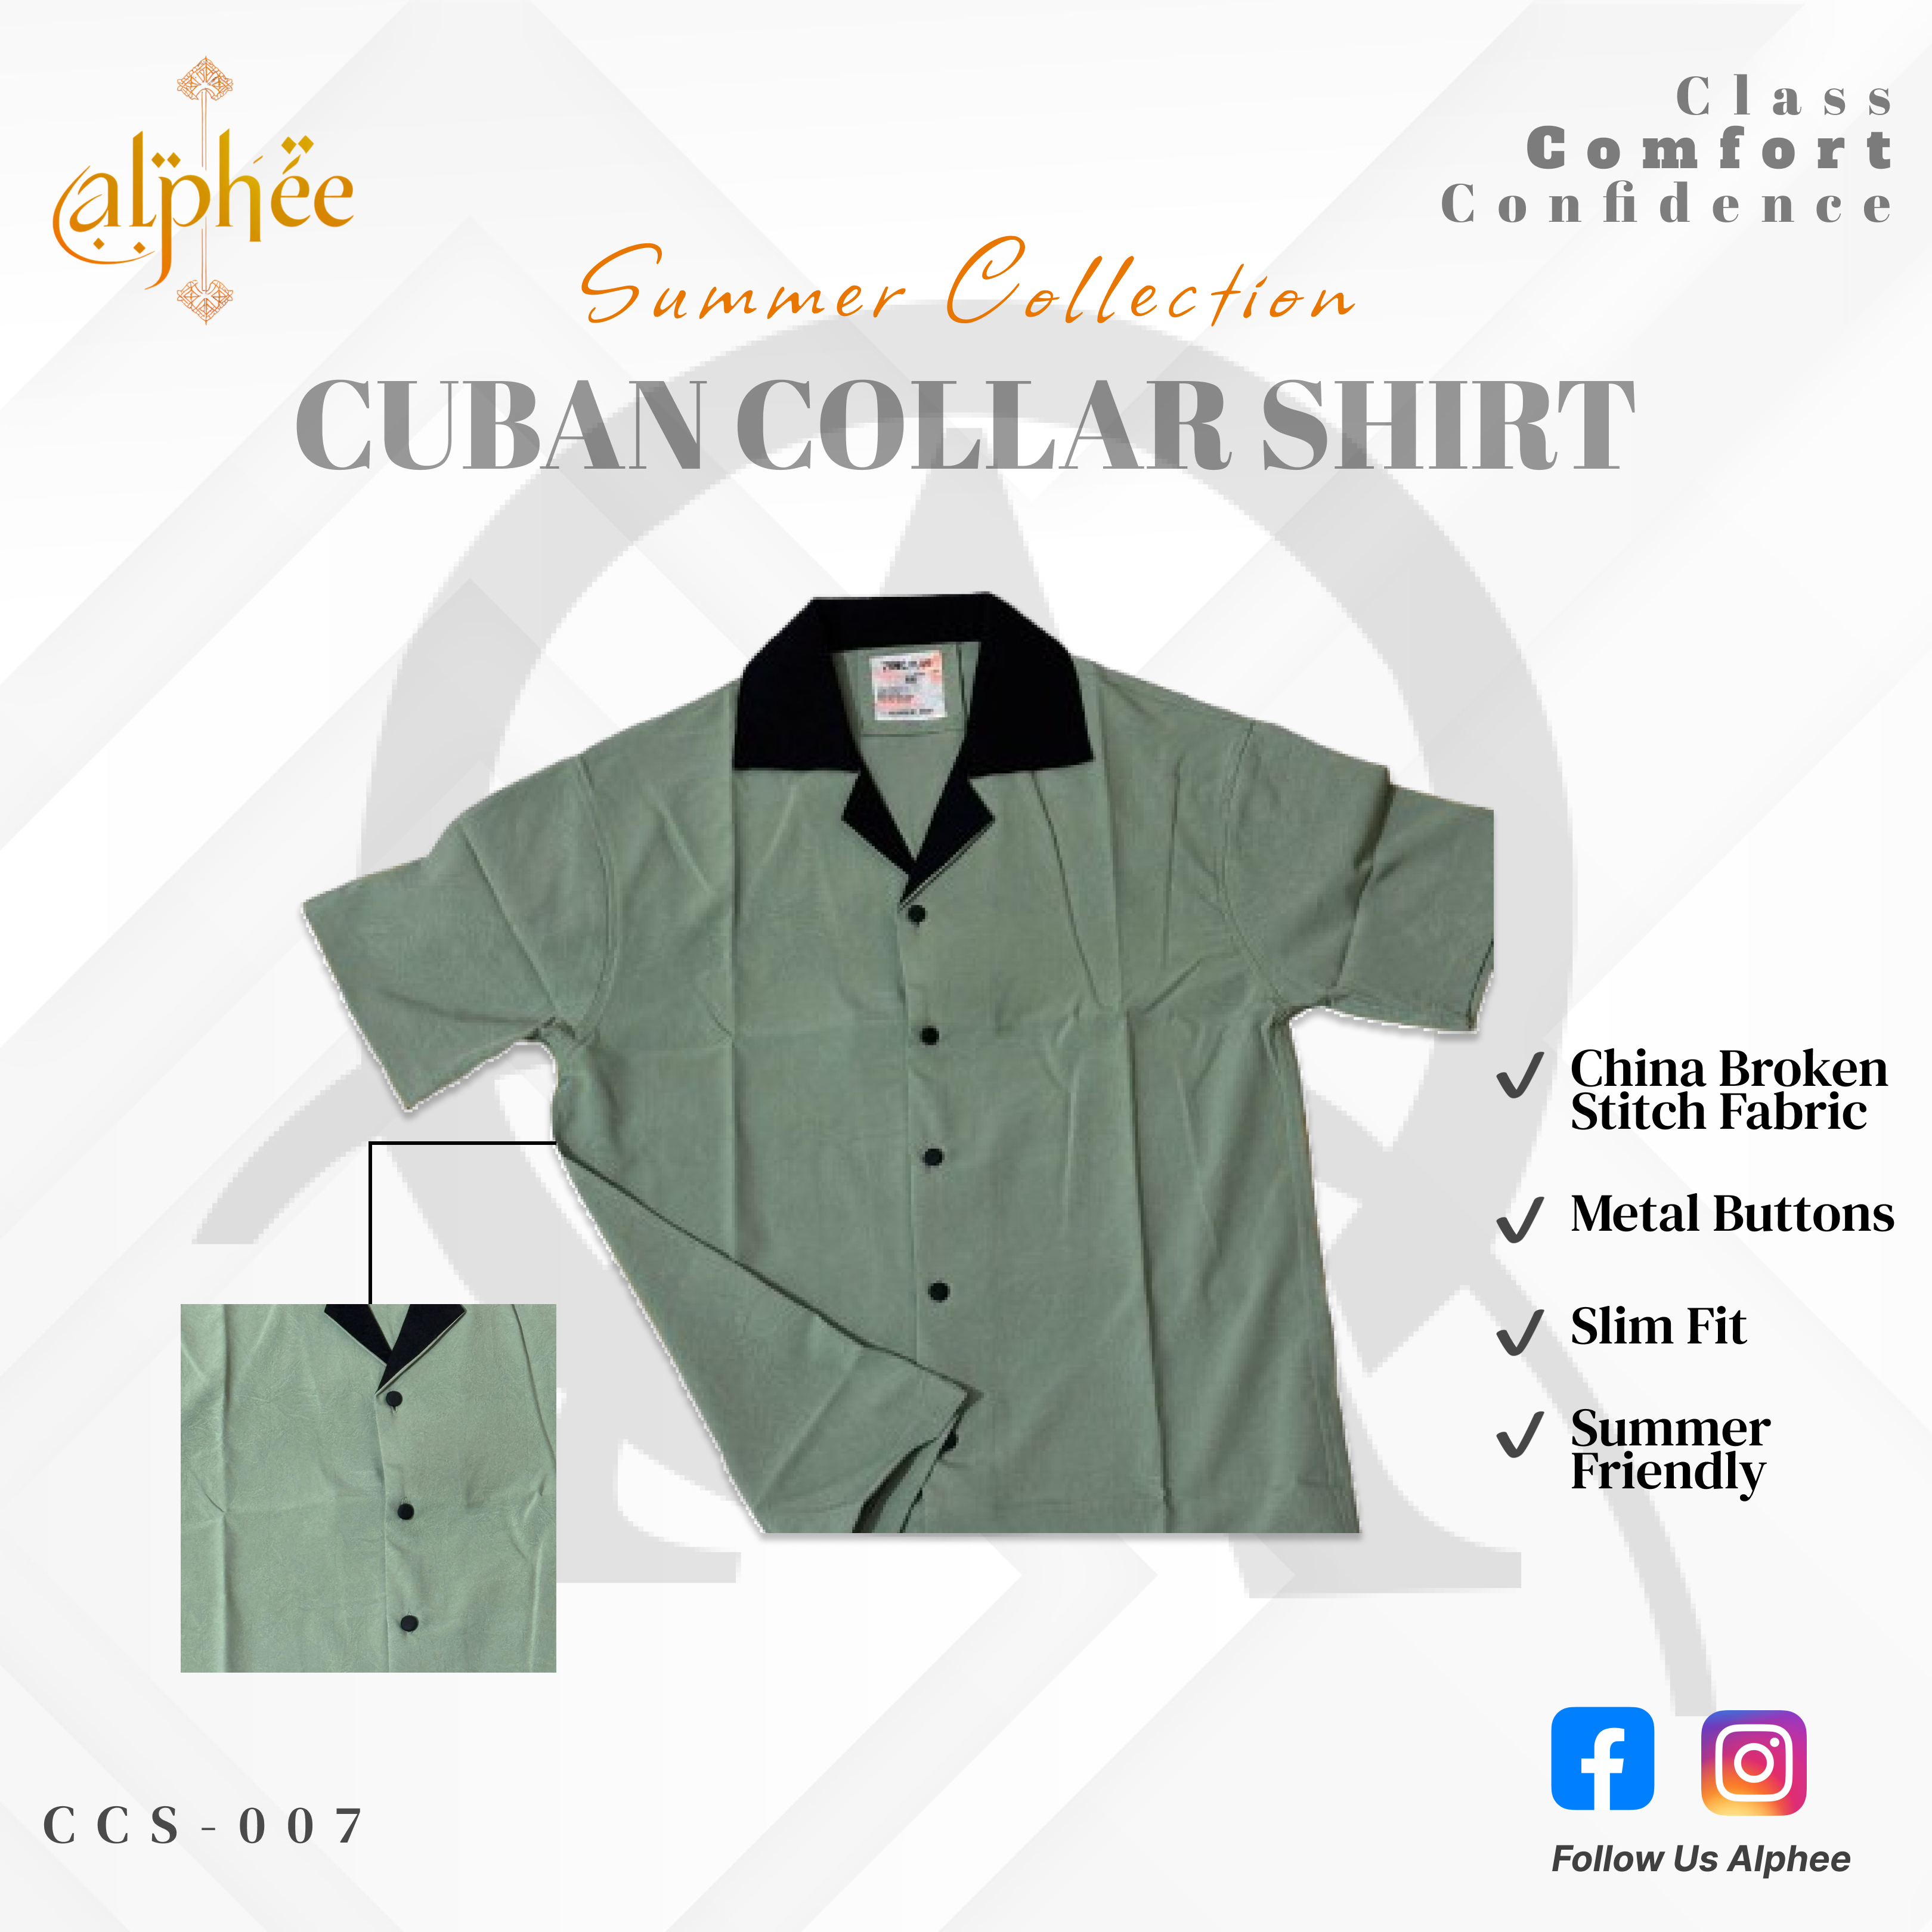 alphëe
Class
Comfort
Confidence
Summer Collection
CUBAN COLLAR SHIRT
China Broken
Stitch Fabric
Metal Buttons
Slim Fit
Summer
Friendly
CCS-007
Follow Us Alphee